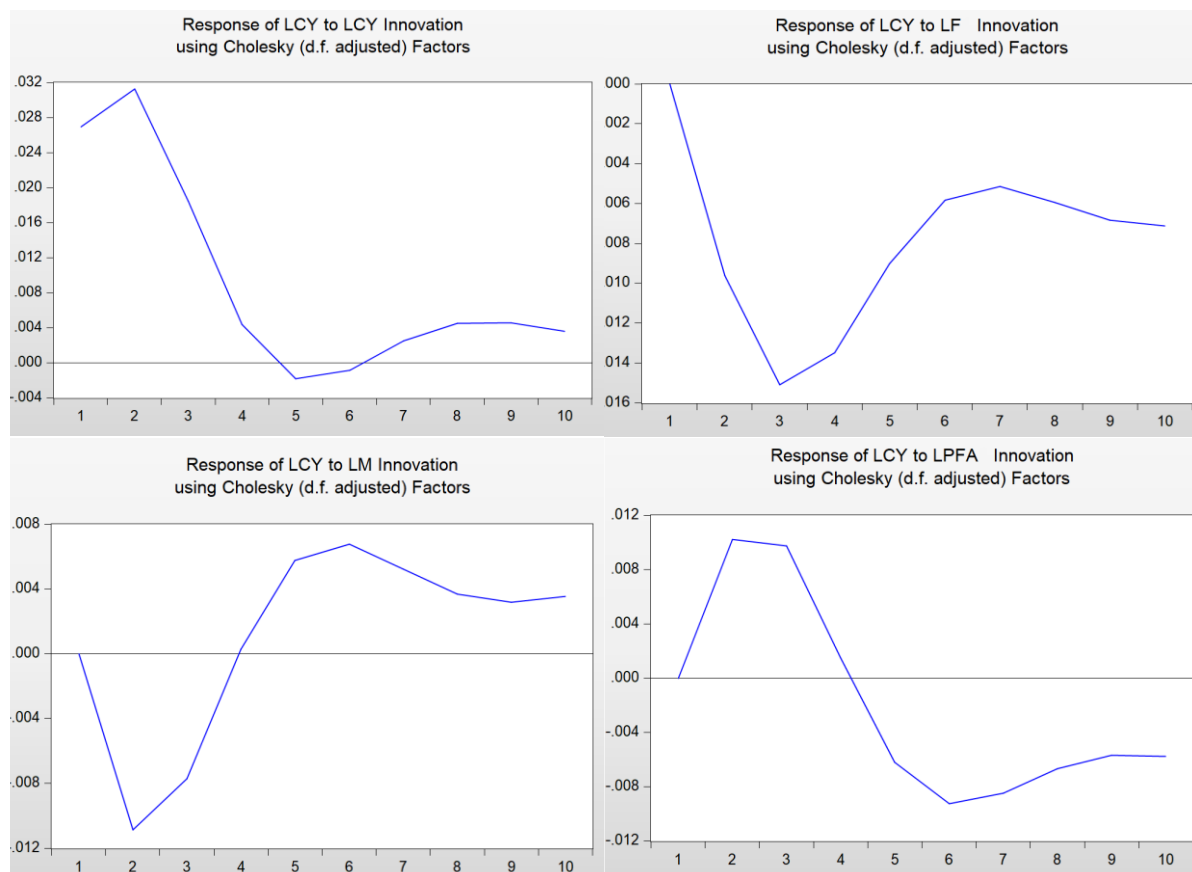 Response of LCY to LCY Innovation
using Cholesky (d.f. adjusted) Factors
.032
.028
.024
.020
.016
.012
.008
.004
.000
-.004
1 2 3 4 5 6 7 8 9 10
Response of LCY to LF Innovation
using Cholesky (d.f. adjusted) Factors
000
002
004
006
008
010
012
014
016
1 2 3 4 5 6 7 8 9 10
Response of LCY to LM Innovation
using Cholesky (d.f. adjusted) Factors
.008
.004
.000
.004
.008
.012
1 2 3 4 5 6 7 8 9 10
Response of LCY to LPFA Innovation
using Cholesky (d.f. adjusted) Factors
.012
.008
.004
.000
-.004
-.008
-.012
1 2 3 4 5 6 7 8 9 10